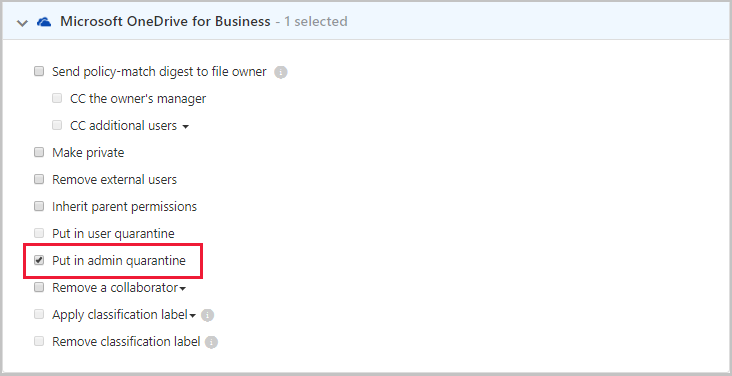 Microsoft OneDrive for Business - 1 selected
Send policy-match digest to file owner
CC the owner's manager
CC additional users
Make private
Remove external users
Inherit parent permissions
Put in user quarantine
Put in admin quarantine
Remove a collaborator
Apply classification label
Remove classification label